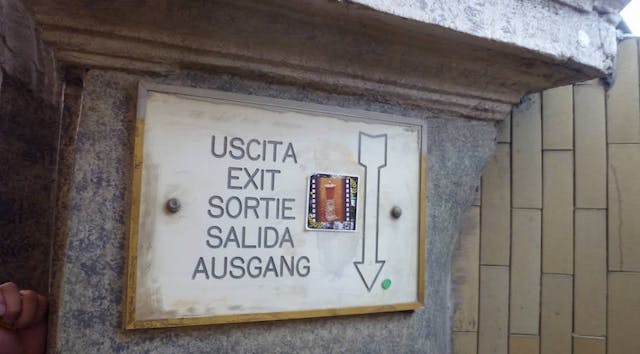 USCITA
EXIT
SORTIE
SALIDA
AUSGANG